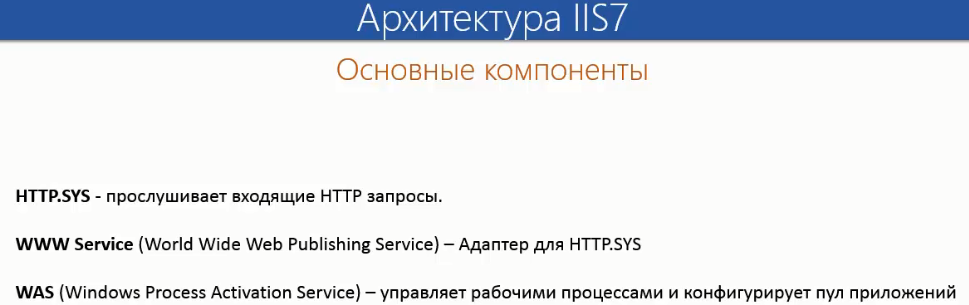 Архитектура IIS7
Основные компоненты
HTTP.SYS - прослушивает входящие HTTP запросы.
WWW Service (World Wide Web Publishing Service) – Адаптер для HTTP.SYS
WAS (Windows Process Activation Service) – управляет рабочими процессами и конфигурирует пул приложений